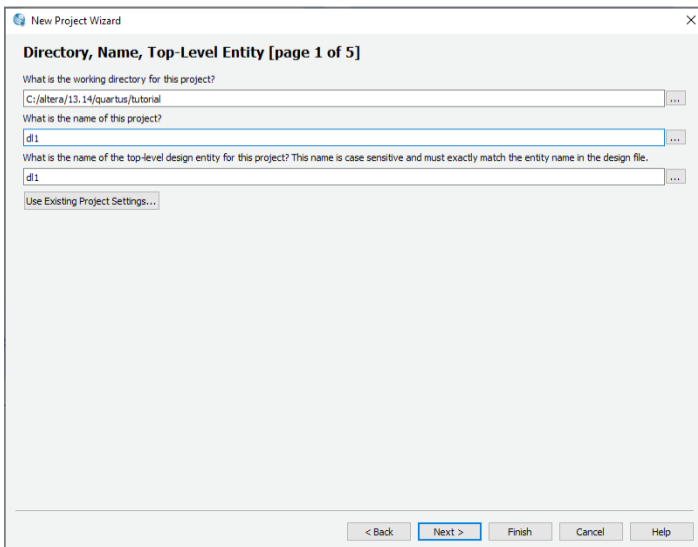 New Project Wizard
Directory, Name, Top-Level Entity [page 1 of 5]
What is the working directory for this project?
C:/altera/13.14/quartus/tutorial
...
What is the name of this project?
dl1
...
What is the name of the top-level design entity for this project? This name is case sensitive and must exactly match the entity name in the design file.
dl1
...
Use Existing Project Settings...
< Back
Next >
Finish
Cancel
Help